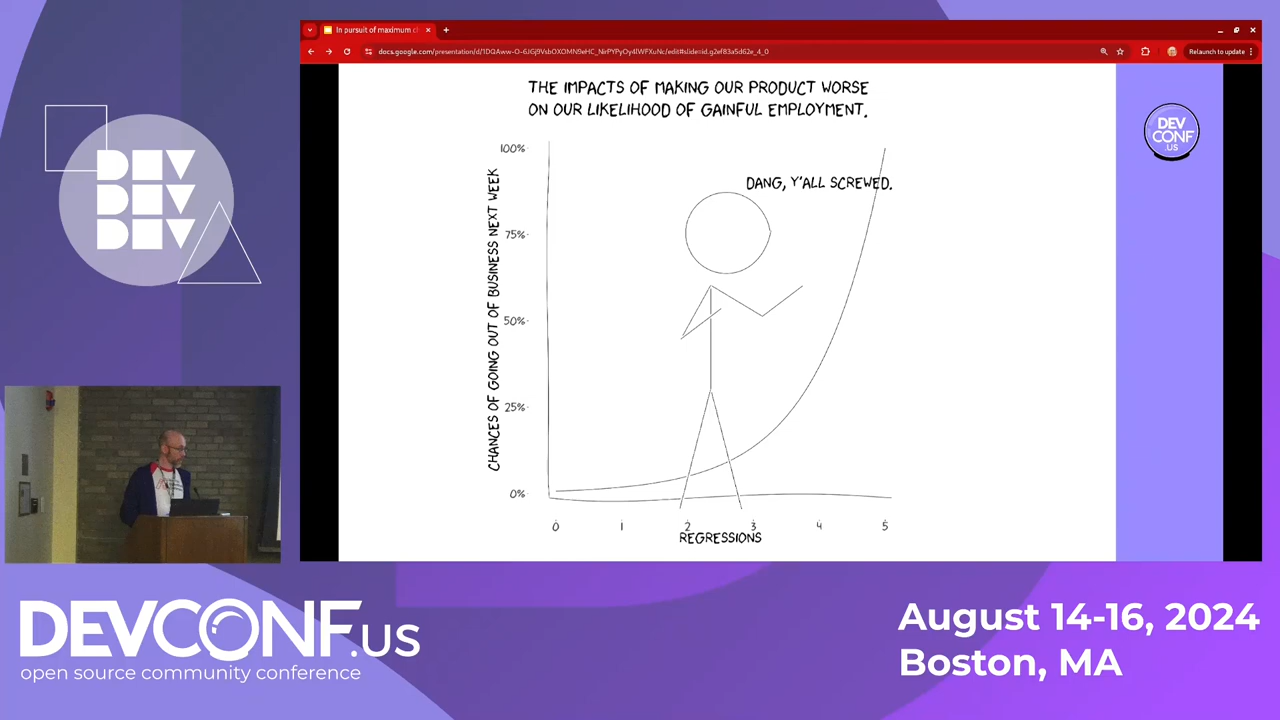 In pursuit of maximum c
docs.google.com/presentation/d/1DQAww-O-6JGj9VsbOXOMN9eHC_NirPYPyOy4lWFXuNc/edit#slide=id.g2ef83a5d62e_4_0
Relaunch to update
DEV
DEV
DEV
THE IMPACTS OF MAKING OUR PRODUCT WORSE
ON OUR LIKELIHOOD OF GAINFUL EMPLOYMENT.
DEV
CONF
.US
CHANCES OF GOING OUT OF BUSINESS NEXT WEEK
100%
75%
50%
25%
0%
DANG, Y'ALL SCREWED.
0 1 2 3 4 5
REGRESSIONS
DEVCONF.US
open source community conference
August 14-16, 2024
Boston, MA